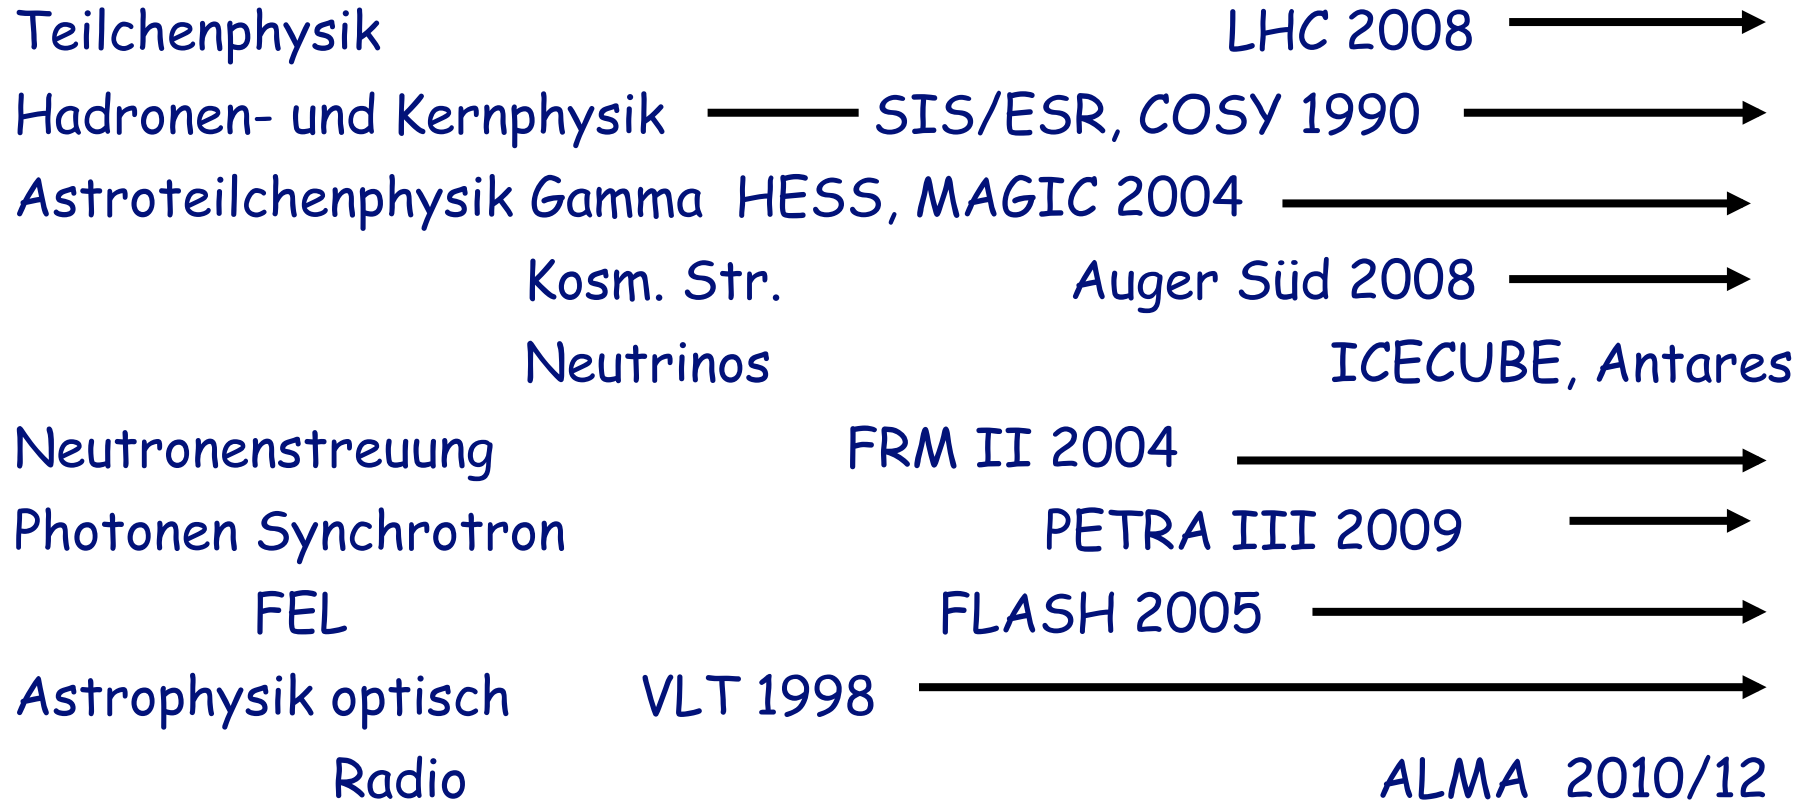 Teilchenphysik LHC 2008
Hadronen- und Kernphysik SIS/ESR, COSY 1990
Astroteilchenphysik Gamma HESS, MAGIC 2004
Kosm. Str. Auger Süd 2008
Neutrinos ICECUBE, Antares
Neutronenstreuung FRM II 2004
Photonen Synchrotron PETRA III 2009
FEL FLASH 2005
Astrophysik optisch VLT 1998
Radio ALMA 2010/12